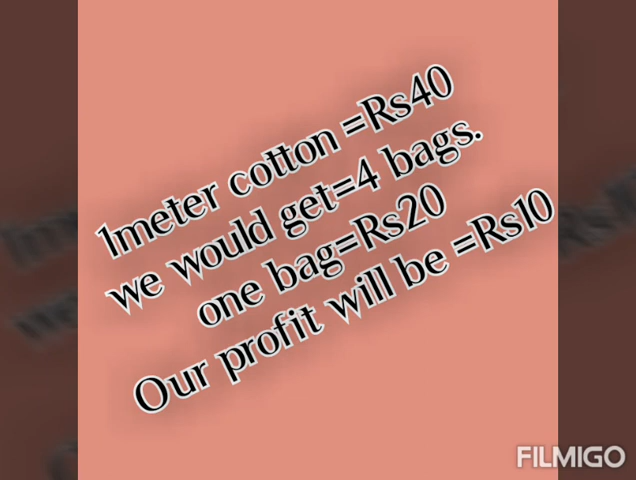 1meter cotton =Rs40
we would get=4 bags.
one bag=Rs20
Our profit will be =Rs10
FILMIGO